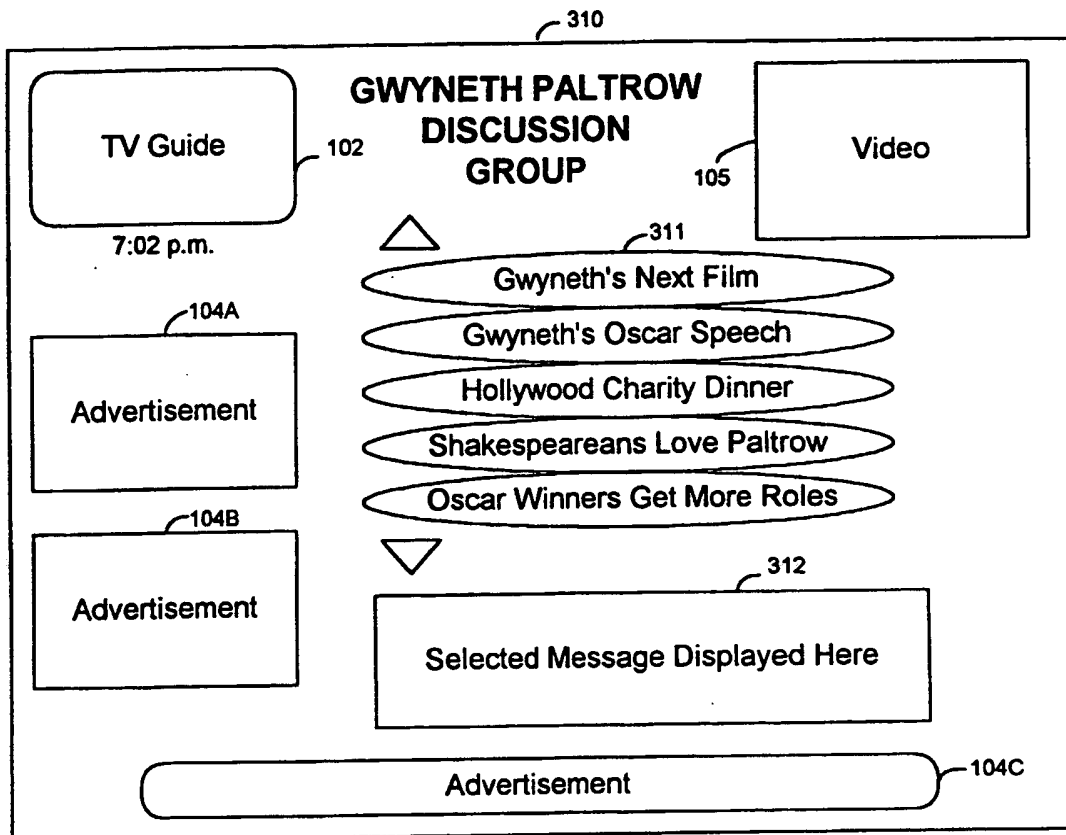 310
GWYNETH PALTROW
DISCUSSION
GROUP
TV Guide
102
105
Video
7:02 p.m.
311
Gwyneth's Next Film
Gwyneth's Oscar Speech
Hollywood Charity Dinner
Shakespeareans Love Paltrow
Oscar Winners Get More Roles
104A
Advertisement
104B
Advertisement
312
Selected Message Displayed Here
Advertisement
104C